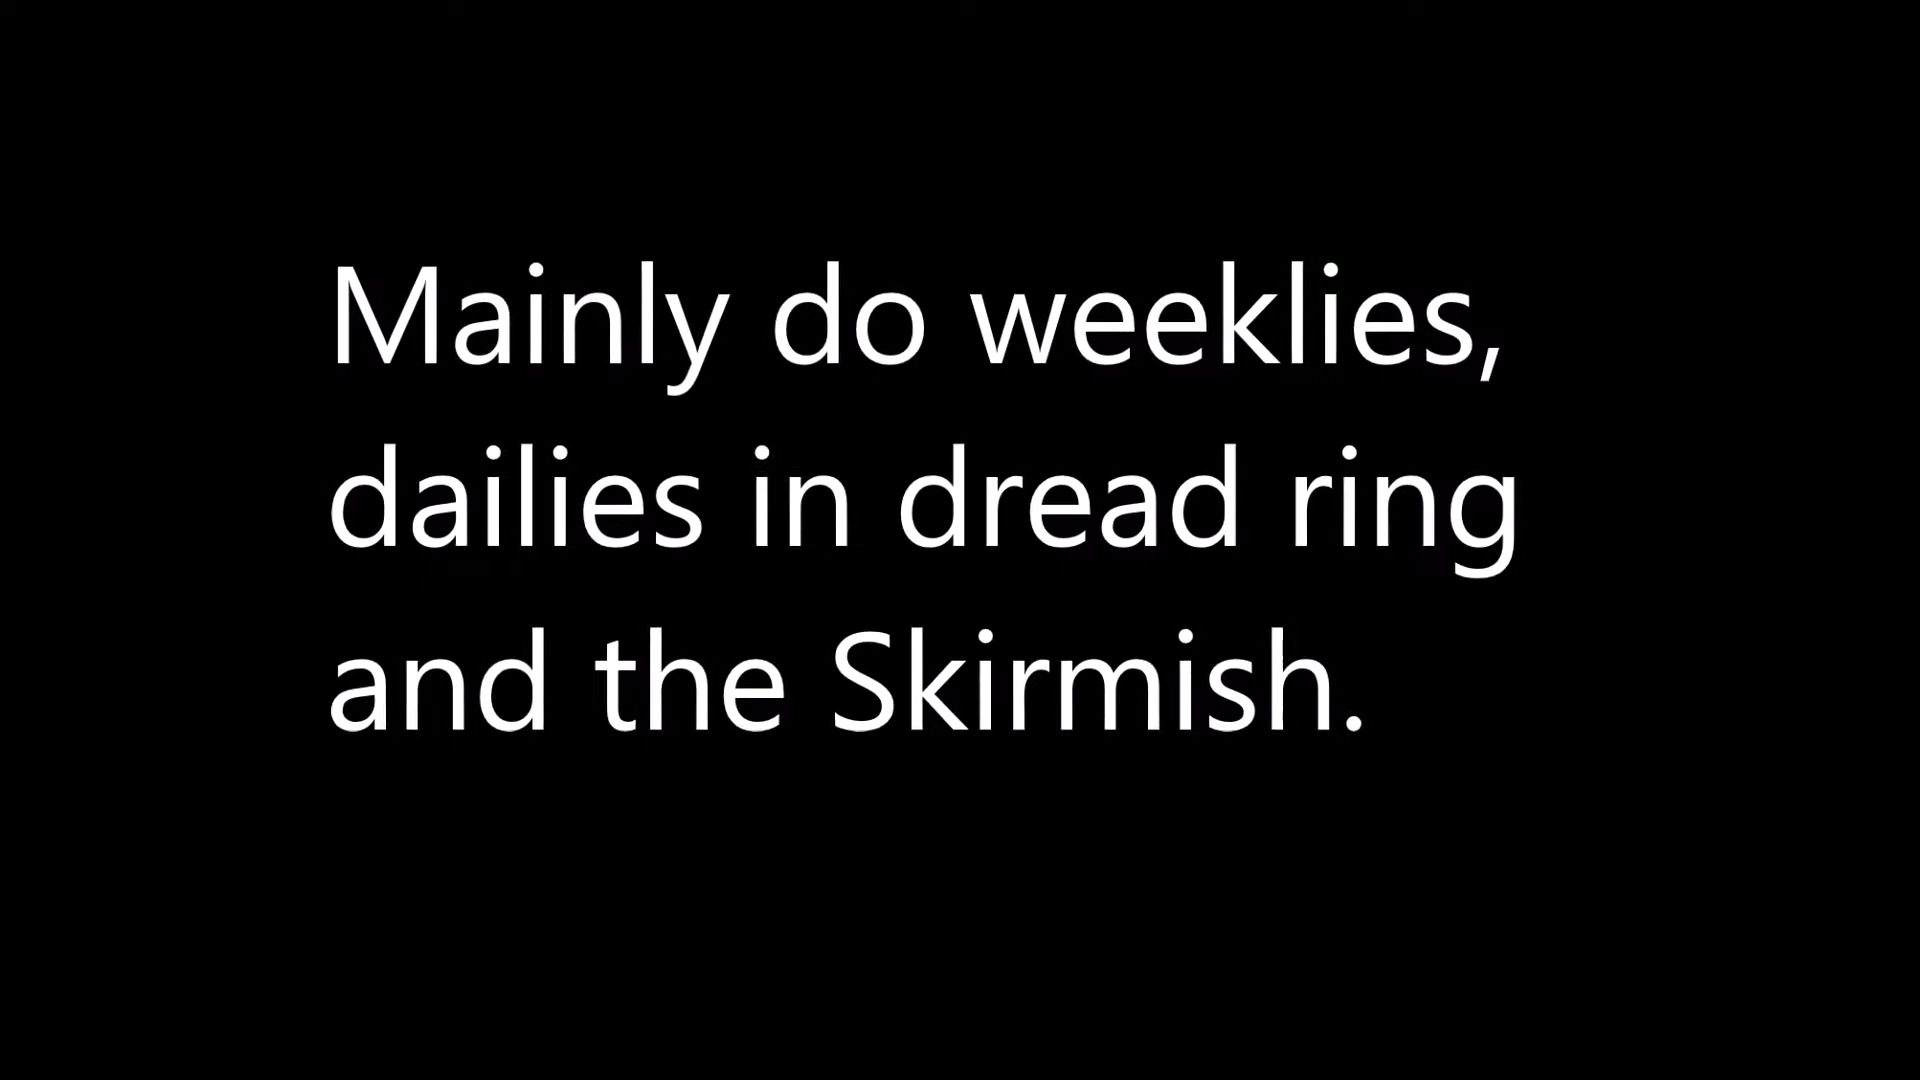 Mainly do weeklies,
dailies in dread ring
and the Skirmish.